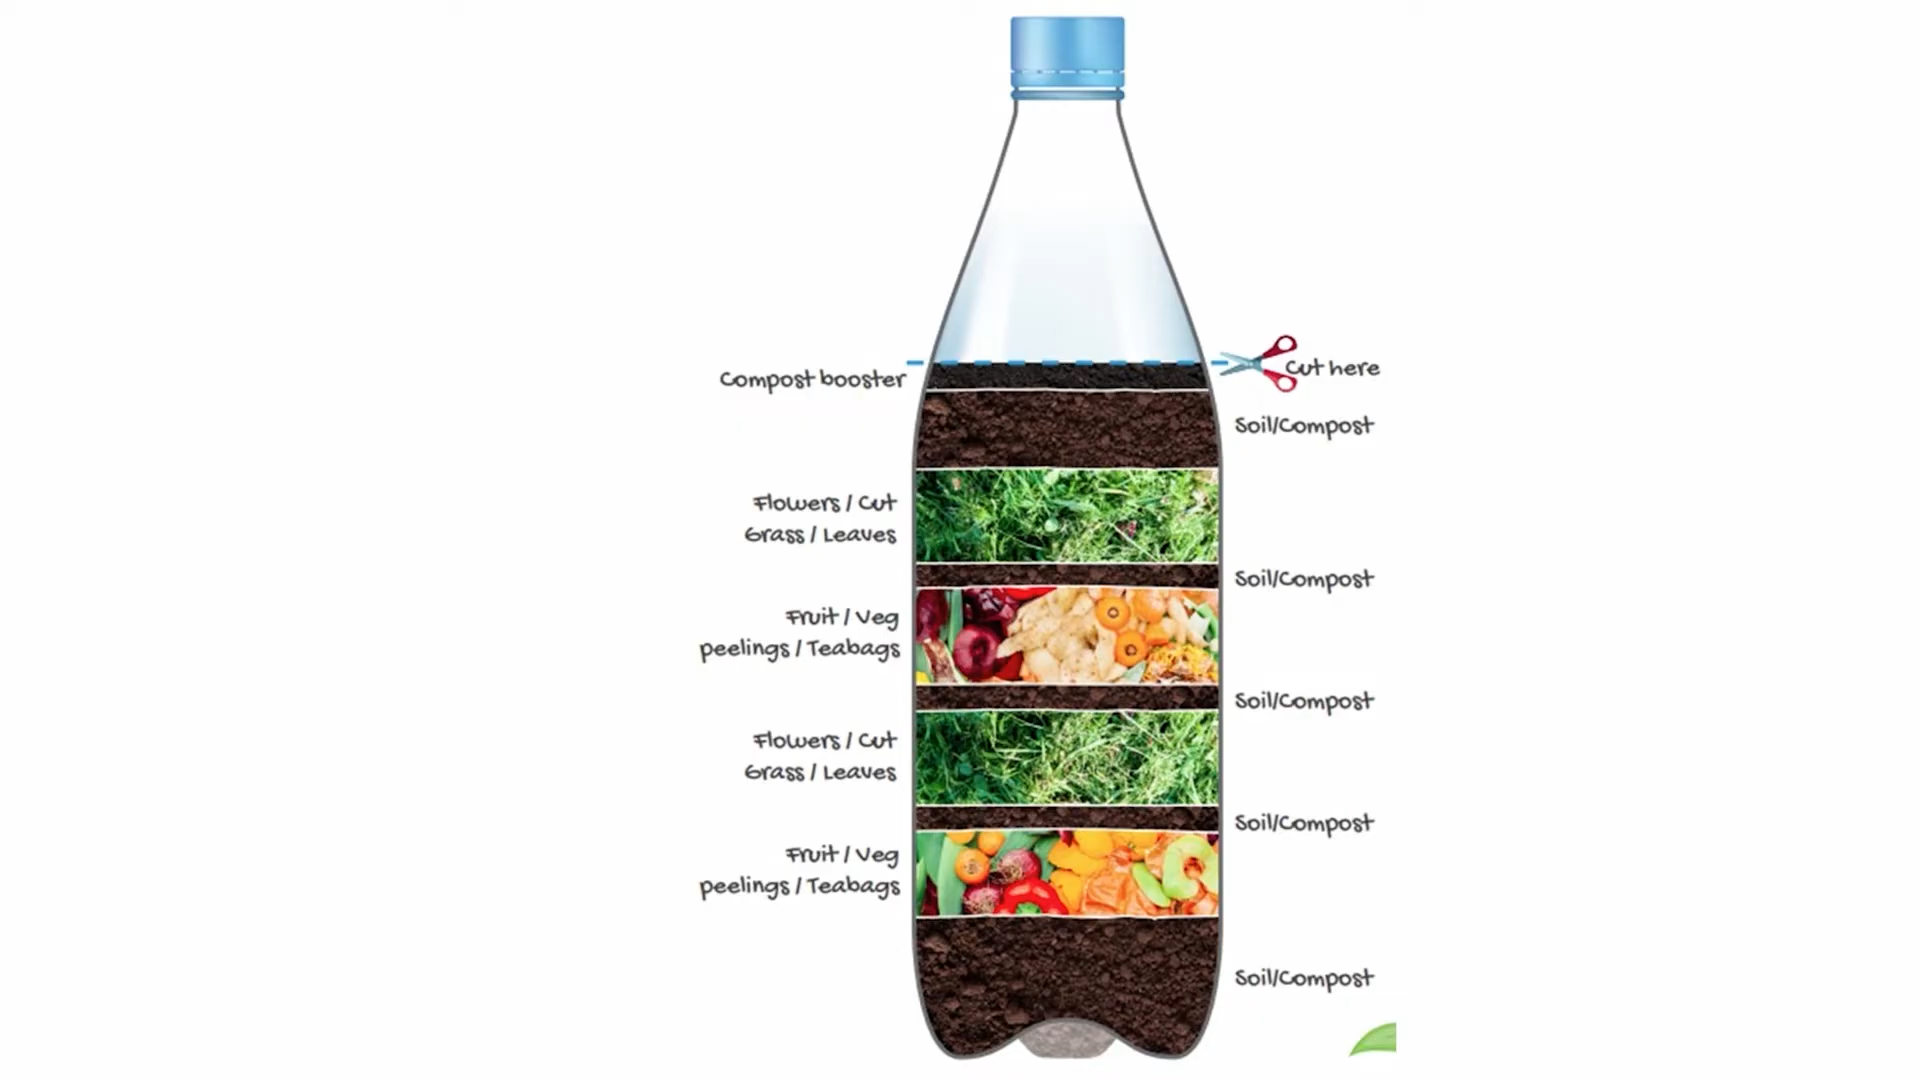 Cut here
Compost booster
Soil/Compost
Flowers / Cut
Grass / Leaves
Soil/Compost
Fruit / Veg
peelings / Teabags
Soil/Compost
Flowers / Cut
Grass / Leaves
Soil/Compost
Fruit / Veg
peelings / Teabags
Soil/Compost